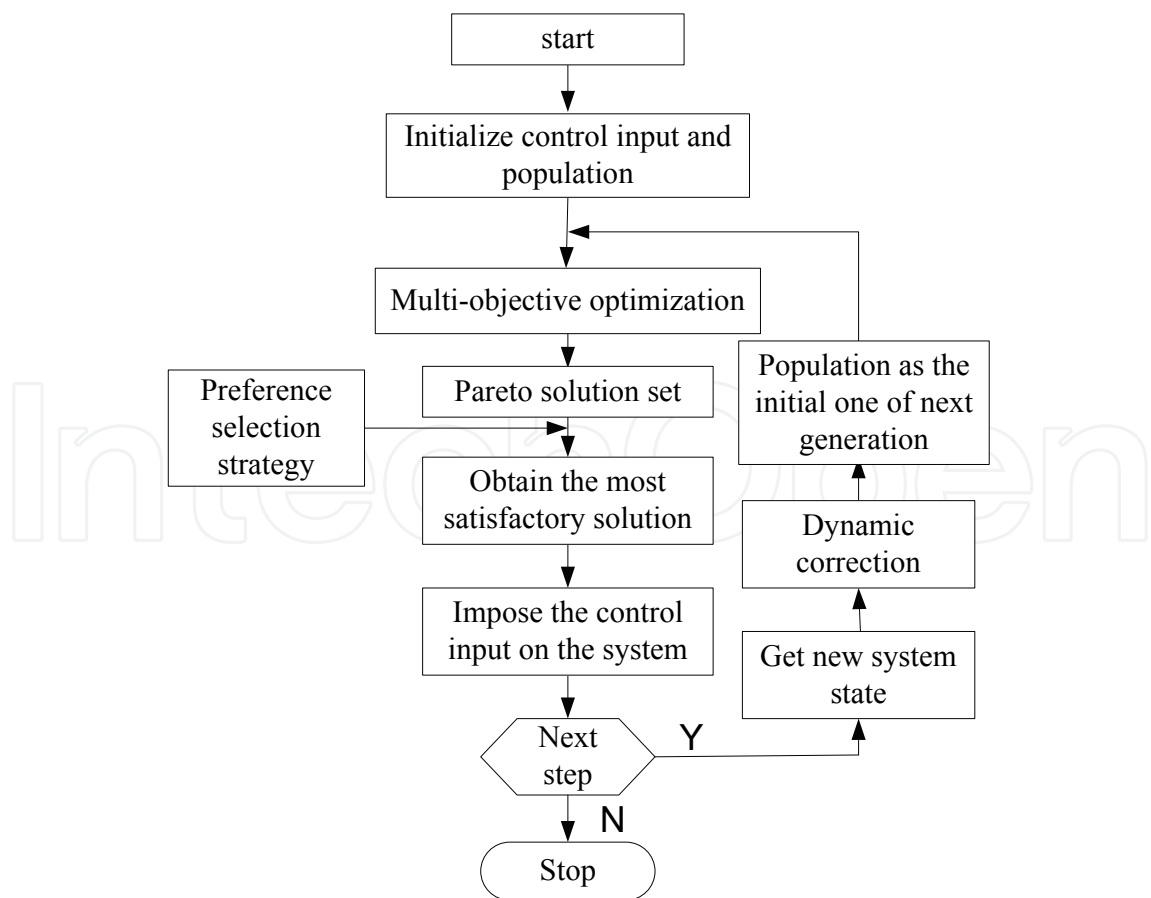 start
Initialize control input and
population
Multi-objective optimization
Pareto solution set
Preference
selection
strategy
Obtain the most
satisfactory solution
Impose the control
input on the system
Next
step
Y
N
Stop
Get new system
state
Dynamic
correction
Population as the
initial one of next
generation
IntechOpen